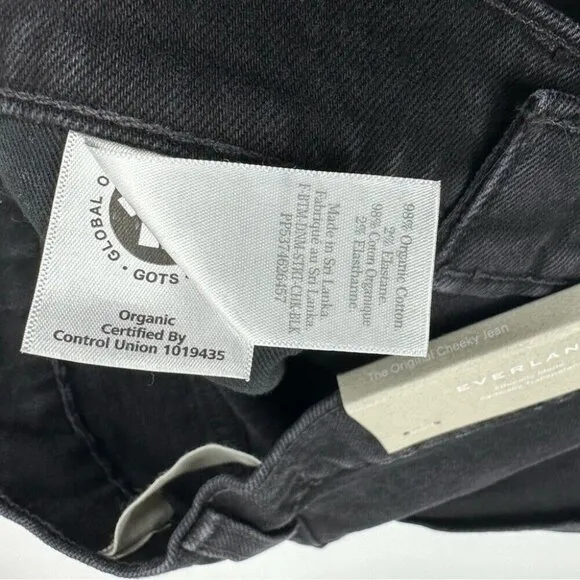 GLOBAL O
· GOTS ·
Organic
Certified By
Control Union 1019435
98% Organic Cotton
2% Elastane.
98% Coton Organique
2% Élasthanne.
Made in Sri Lanka
Fabriqué au Sri Lanka.
The Original Cheeky Jean
EVERLAN